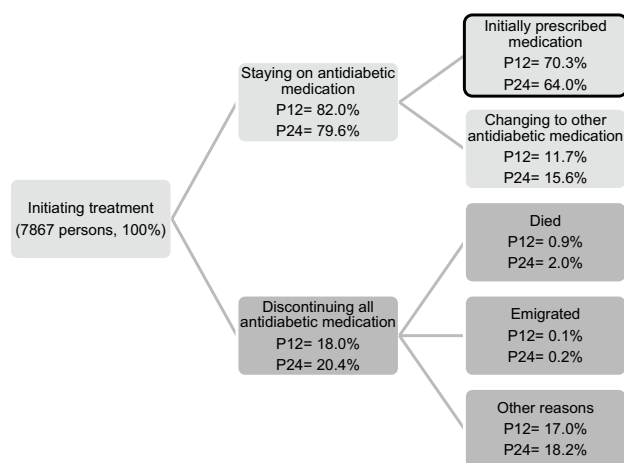 Initiating treatment
(7867 persons, 100%)
Staying on antidiabetic
medication
P12= 82.0%
P24= 79.6%
Initially prescribed
medication
P12= 70.3%
P24= 64.0%
Changing to other
antidiabetic medication
P12= 11.7%
P24= 15.6%
Discontinuing all
antidiabetic medication
P12= 18.0%
P24= 20.4%
Died
P12= 0.9%
P24= 2.0%
Emigrated
P12= 0.1%
P24= 0.2%
Other reasons
P12= 17.0%
P24= 18.2%